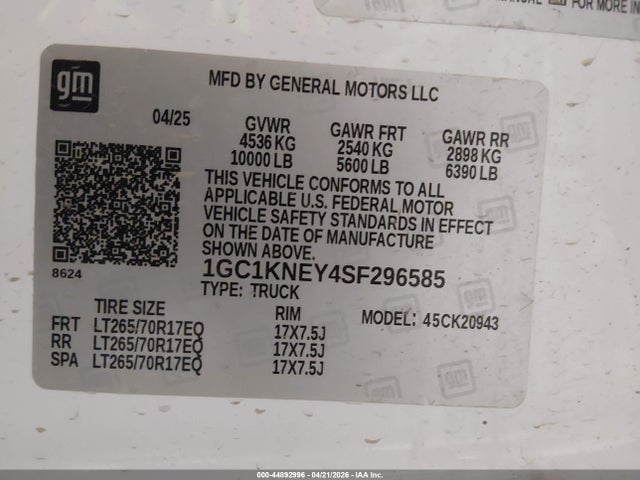 FOR MORE IN
gm
MFD BY GENERAL MOTORS LLC
04/25
GVWR GAWR FRT GAWR RR
4536 KG 2540 KG 2898 KG
10000 LB 5600 LB 6390 LB
THIS VEHICLE CONFORMS TO ALL
APPLICABLE U.S. FEDERAL MOTOR
VEHICLE SAFETY STANDARDS IN EFFECT
ON THE DATE OF MANUFACTURE
SHOWN ABOVE.
8624
1GC1KNEY4SF296585
TYPE: TRUCK
TIRE SIZE RIM MODEL: 45CK20943
FRT LT265/70R17EQ 17X7.5J
RR LT265/70R17EQ 17X7.5J
SPA LT265/70R17EQ 17X7.5J
000-44892996 - 04/21/2026 - IAA Inc.